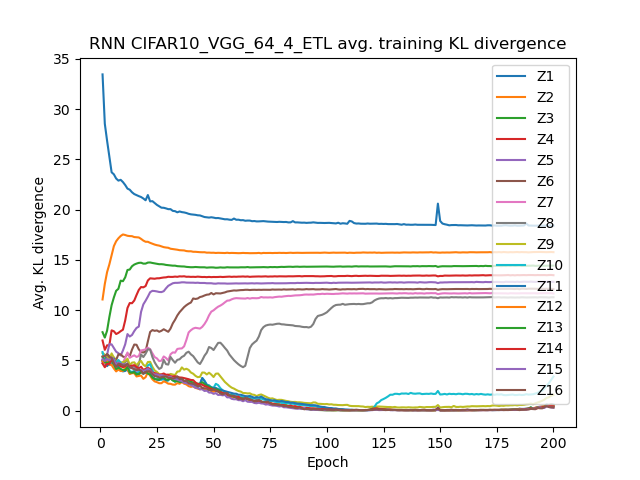 RNN CIFAR10_VGG_64_4_ETL avg. training KL divergence
35
30
25
20
15
10
5
0
Avg. KL divergence
0 25 50 75 100 125 150 175 200
Epoch
Z1
Z2
Z3
Z4
Z5
Z6
Z7
Z8
Z9
Z10
Z11
Z12
Z13
Z14
Z15
Z16